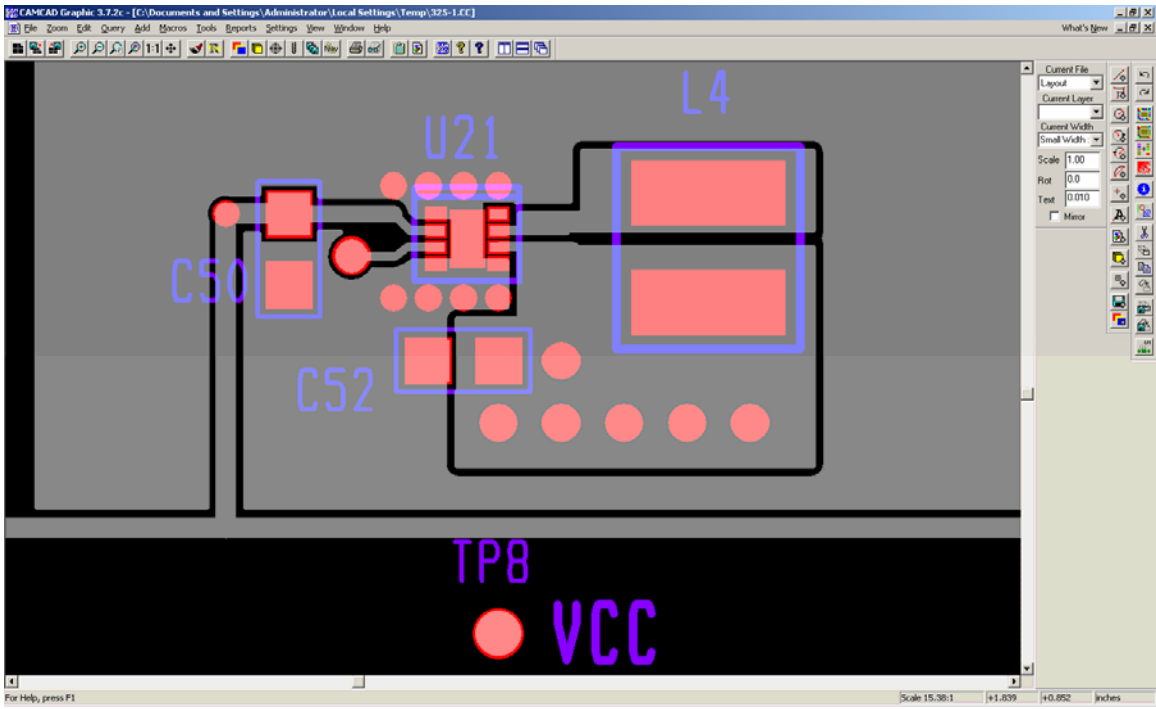 CAMCAD Graphic 3.7.2c - [C:\Documents and Settings\Administrator\Local Settings\Temp\325-1.CC]
File Zoom Edit Query Add Macros Tools Reports Settings View Window Help
What's New
1:1
Nav
Current File
Layout
Current Layer
Current Width
Small Width :
Scale 1.00
Rot 0.0
Text 0.010
Mirror
L4
U21
C50
C52
TP8
VCC
For Help, press F1
Scale 15.38:1
+1.839
+0.852
inches